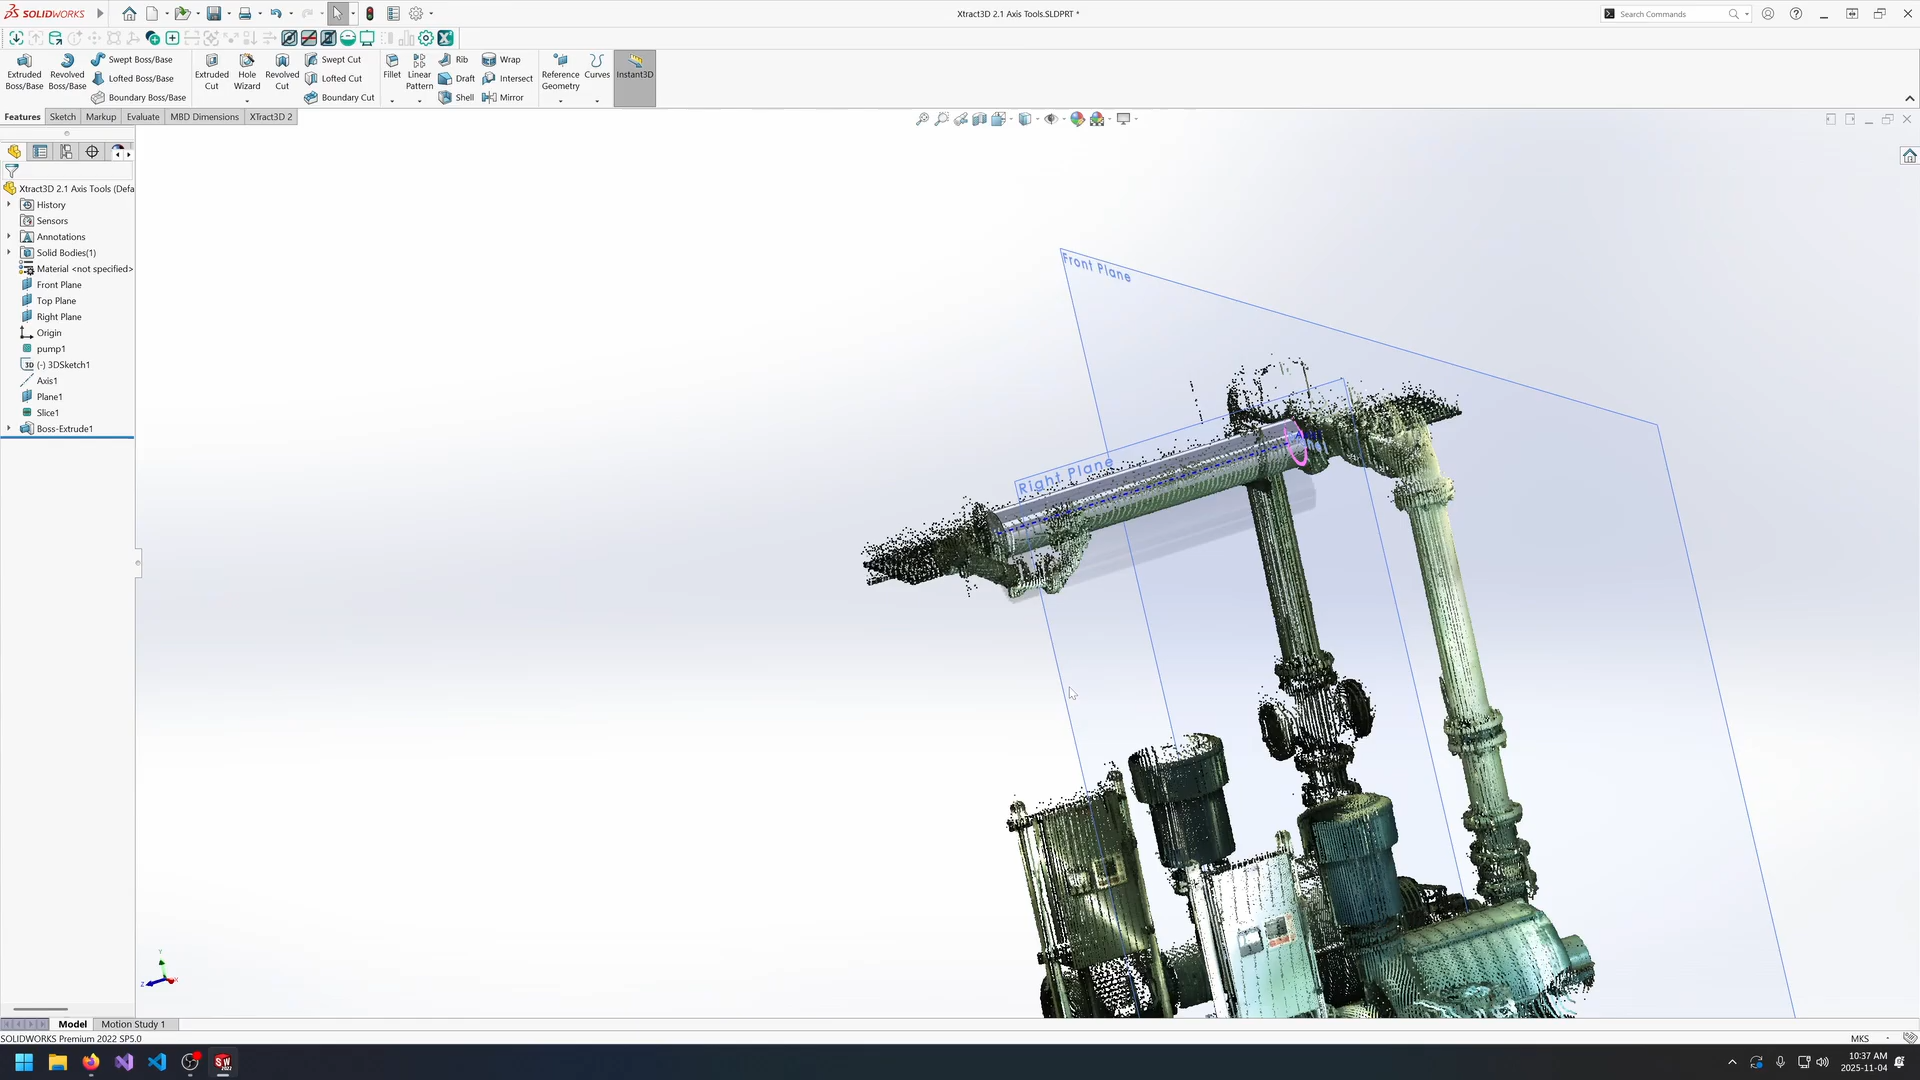 SOLIDWORKS
Xtract3D 2.1 Axis Tools.SLDPRT *
Search Commands
Extruded Boss/Base
Revolved Boss/Base
Swept Boss/Base
Lofted Boss/Base
Boundary Boss/Base
Extruded Cut
Hole Wizard
Revolved Cut
Swept Cut
Lofted Cut
Boundary Cut
Fillet
Linear Pattern
Rib
Draft
Shell
Wrap
Intersect
Mirror
Reference Geometry
Curves
Instant3D
Features
Sketch
Markup
Evaluate
MBD Dimensions
XTract3D 2
Xtract3D 2.1 Axis Tools (Defa
History
Sensors
Annotations
Solid Bodies(1)
Material <not specified>
Front Plane
Top Plane
Right Plane
Origin
pump1
(-) 3DSketch1
Axis1
Plane1
Slice1
Boss-Extrude1
Front Plane
Right Plane
Model
Motion Study 1
SOLIDWORKS Premium 2022 SP5.0
MKS
10:37 AM
2025-11-04